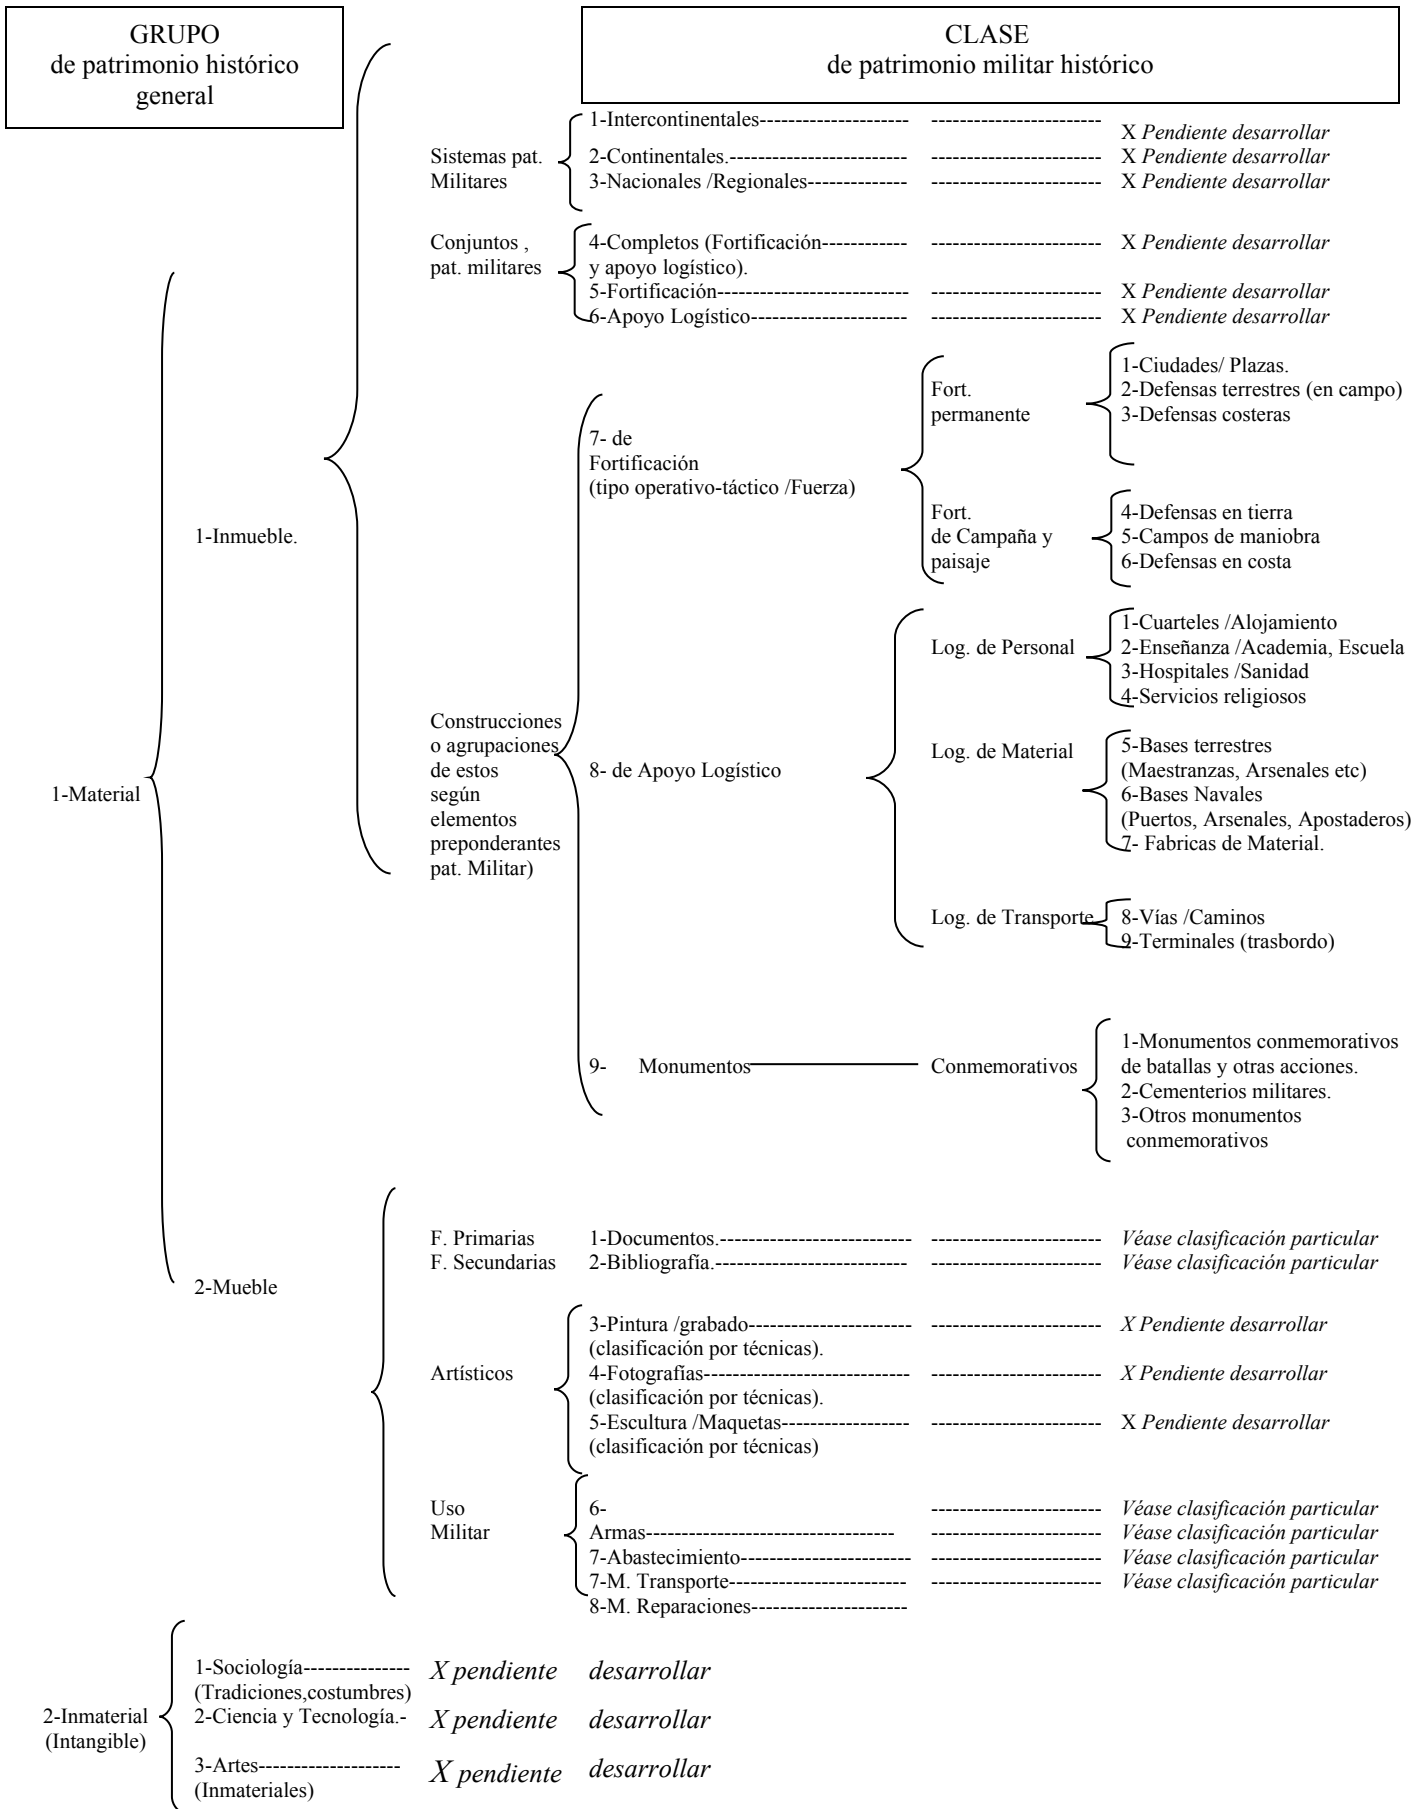 GRUPO
de patrimonio histórico
general
CLASE
de patrimonio militar histórico
Sistemas pat.
Militares
1-Intercontinentales--------------------- ------------------------ X Pendiente desarrollar
2-Continentales.------------------------- ------------------------ X Pendiente desarrollar
3-Nacionales /Regionales-------------- ------------------------ X Pendiente desarrollar
Conjuntos ,
pat. militares
4-Completos (Fortificación------------ ------------------------ X Pendiente desarrollar
y apoyo logístico).
5-Fortificación--------------------------- ------------------------ X Pendiente desarrollar
6-Apoyo Logístico---------------------- ------------------------ X Pendiente desarrollar
1-Material
1-Inmueble.
Construcciones
o agrupaciones
de estos
según
elementos
preponderantes
pat. Militar)
7- de
Fortificación
(tipo operativo-táctico /Fuerza)
Fort.
permanente
1-Ciudades/ Plazas.
2-Defensas terrestres (en campo)
3-Defensas costeras
Fort.
de Campaña y
paisaje
4-Defensas en tierra
5-Campos de maniobra
6-Defensas en costa
8- de Apoyo Logístico
Log. de Personal
1-Cuarteles /Alojamiento
2-Enseñanza /Academia, Escuela
3-Hospitales /Sanidad
4-Servicios religiosos
Log. de Material
5-Bases terrestres
(Maestranzas, Arsenales etc)
6-Bases Navales
(Puertos, Arsenales, Apostaderos)
7- Fabricas de Material.
Log. de Transporte
8-Vías /Caminos
9-Terminales (trasbordo)
9- Monumentos
Conmemorativos
1-Monumentos conmemorativos
de batallas y otras acciones.
2-Cementerios militares.
3-Otros monumentos
conmemorativos
2-Mueble
F. Primarias 1-Documentos.--------------------------- ------------------------ Véase clasificación particular
F. Secundarias 2-Bibliografía.--------------------------- ------------------------ Véase clasificación particular
Artísticos
3-Pintura /grabado----------------------- ------------------------ X Pendiente desarrollar
(clasificación por técnicas).
4-Fotografías----------------------------- ------------------------ X Pendiente desarrollar
(clasificación por técnicas).
5-Escultura /Maquetas------------------ ------------------------ X Pendiente desarrollar
(clasificación por técnicas)
Uso
Militar
6- ------------------------ Véase clasificación particular
Armas----------------------------------- ------------------------ Véase clasificación particular
7-Abastecimiento------------------------ ------------------------ Véase clasificación particular
7-M. Transporte------------------------- ------------------------ Véase clasificación particular
8-M. Reparaciones----------------------
2-Inmaterial
(Intangible)
1-Sociología--------------- X pendiente desarrollar
(Tradiciones,costumbres)
2-Ciencia y Tecnología.- X pendiente desarrollar
3-Artes-------------------- X pendiente desarrollar
(Inmateriales)